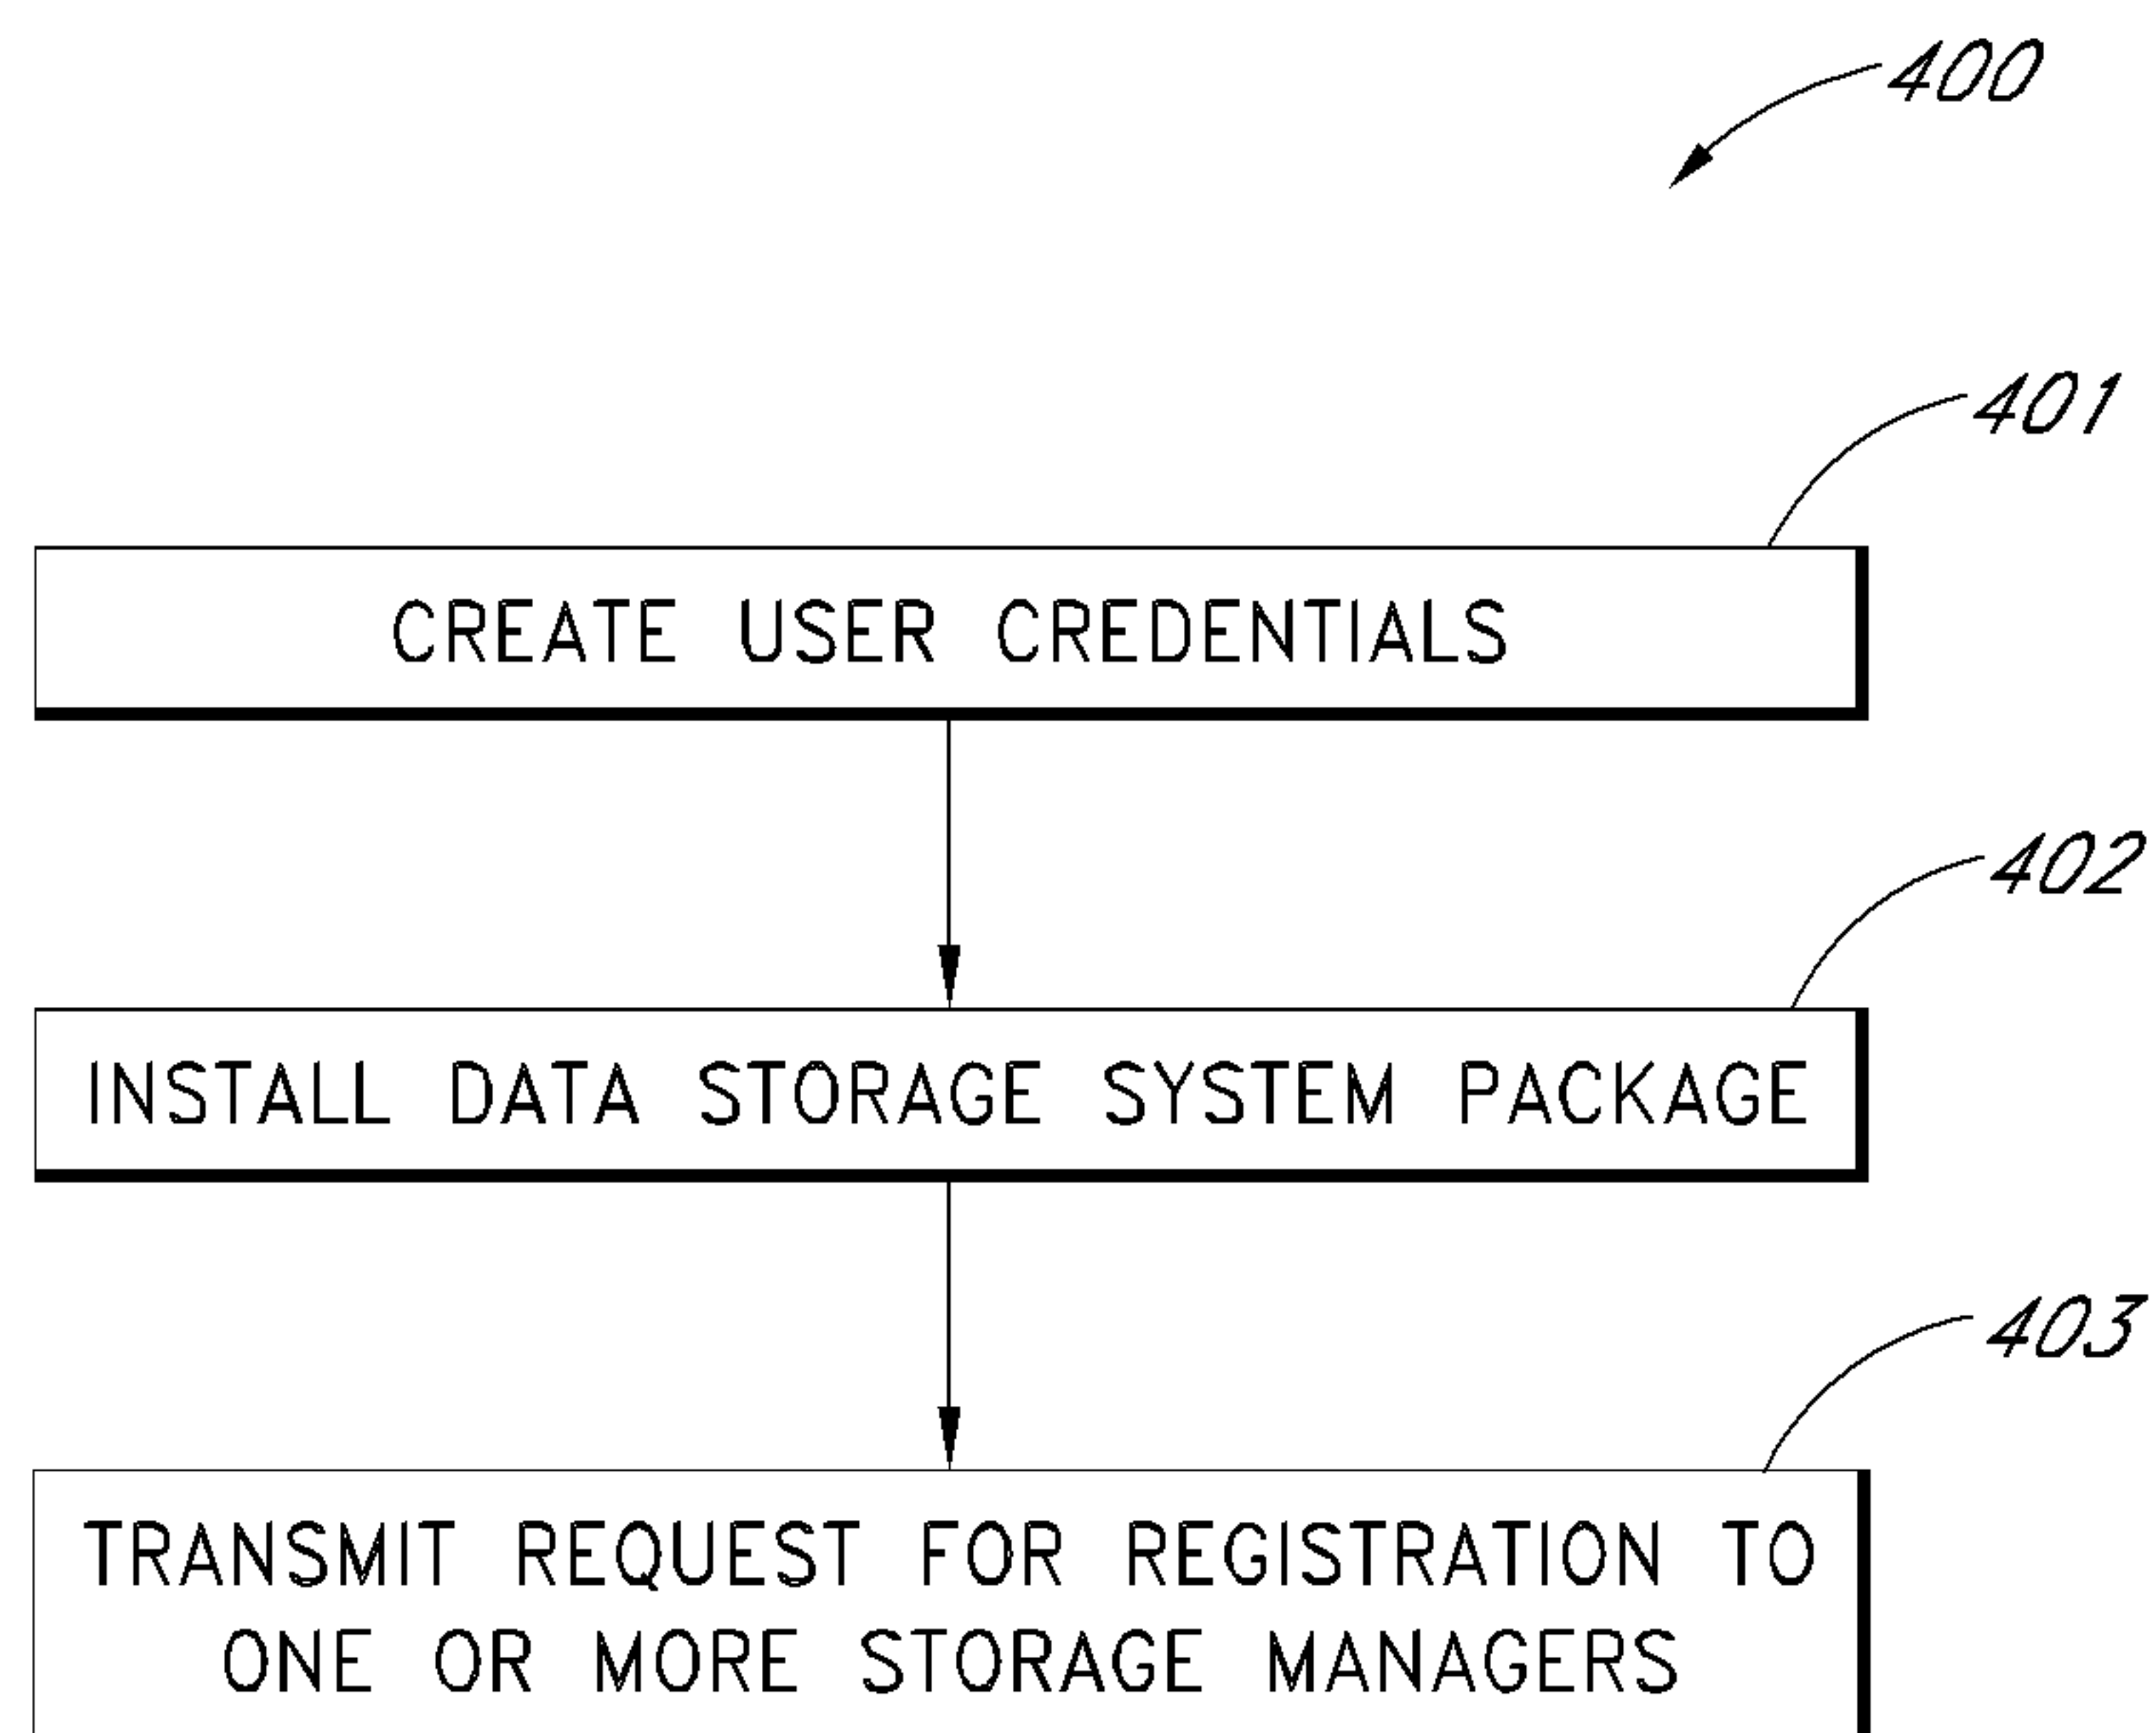 400
401
CREATE USER CREDENTIALS
402
INSTALL DATA STORAGE SYSTEM PACKAGE
403
TRANSMIT REQUEST FOR REGISTRATION TO
ONE OR MORE STORAGE MANAGERS